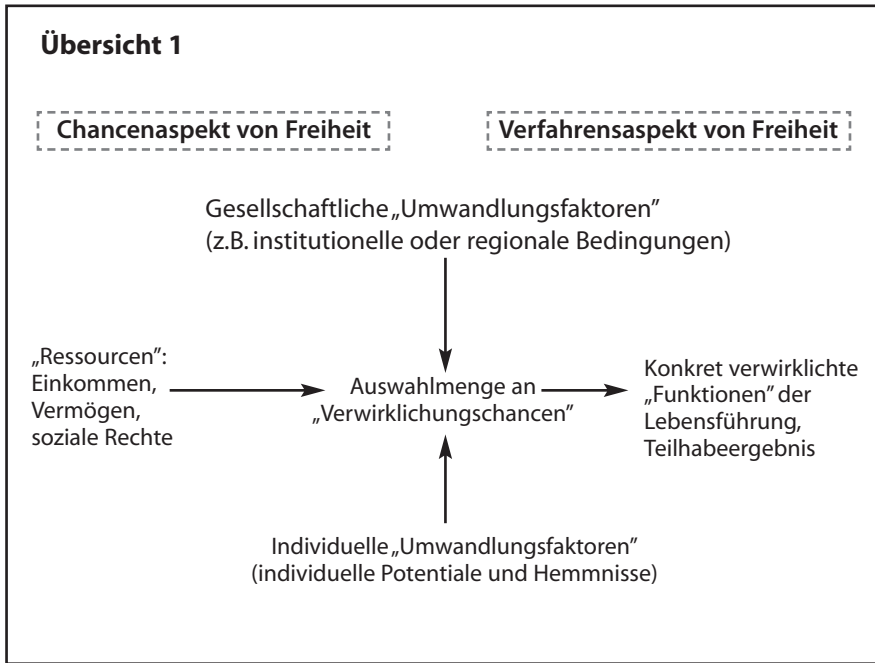 Übersicht 1
Chancenaspekt von Freiheit
Verfahrensaspekt von Freiheit
Gesellschaftliche „Umwandlungsfaktoren”
(z.B. institutionelle oder regionale Bedingungen)
„Ressourcen”:
Einkommen,
Vermögen,
soziale Rechte
Auswahlmenge an
„Verwirklichungschancen”
Konkret verwirklichte
„Funktionen” der
Lebensführung,
Teilhabeergebnis
Individuelle „Umwandlungsfaktoren”
(individuelle Potentiale und Hemmnisse)